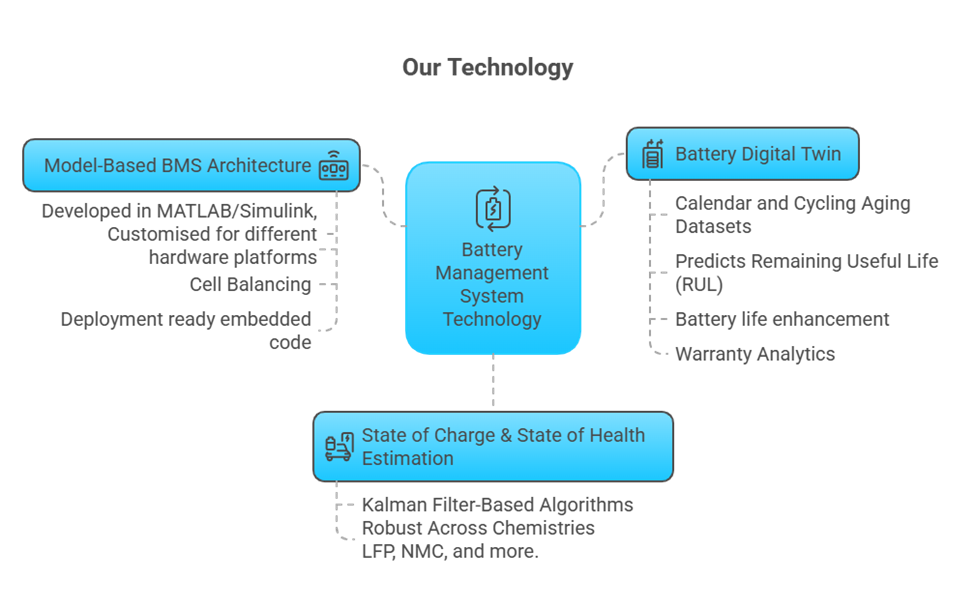 Our Technology
Model-Based BMS Architecture
Developed in MATLAB/Simulink,
Customised for different
hardware platforms
Cell Balancing
Deployment ready embedded
code
Battery
Management
System
Technology
Battery Digital Twin
Calendar and Cycling Aging
Datasets
Predicts Remaining Useful Life
(RUL)
Battery life enhancement
Warranty Analytics
State of Charge & State of Health
Estimation
Kalman Filter-Based Algorithms
Robust Across Chemistries
LFP, NMC, and more.